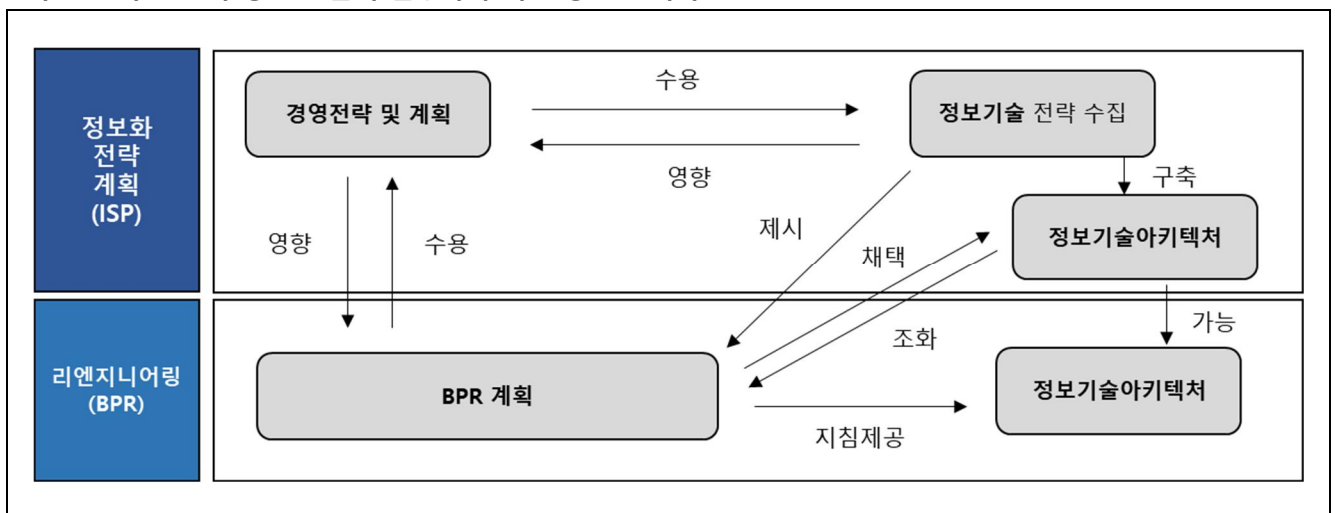 정보화
전략
계획
(ISP)
경영전략 및 계획
수용
영향
정보기술 전략 수집
구축
정보기술아키텍처
영향
수용
제시
채택
조화
가능
리엔지니어링
(BPR)
BPR 계획
지침제공
정보기술아키텍처